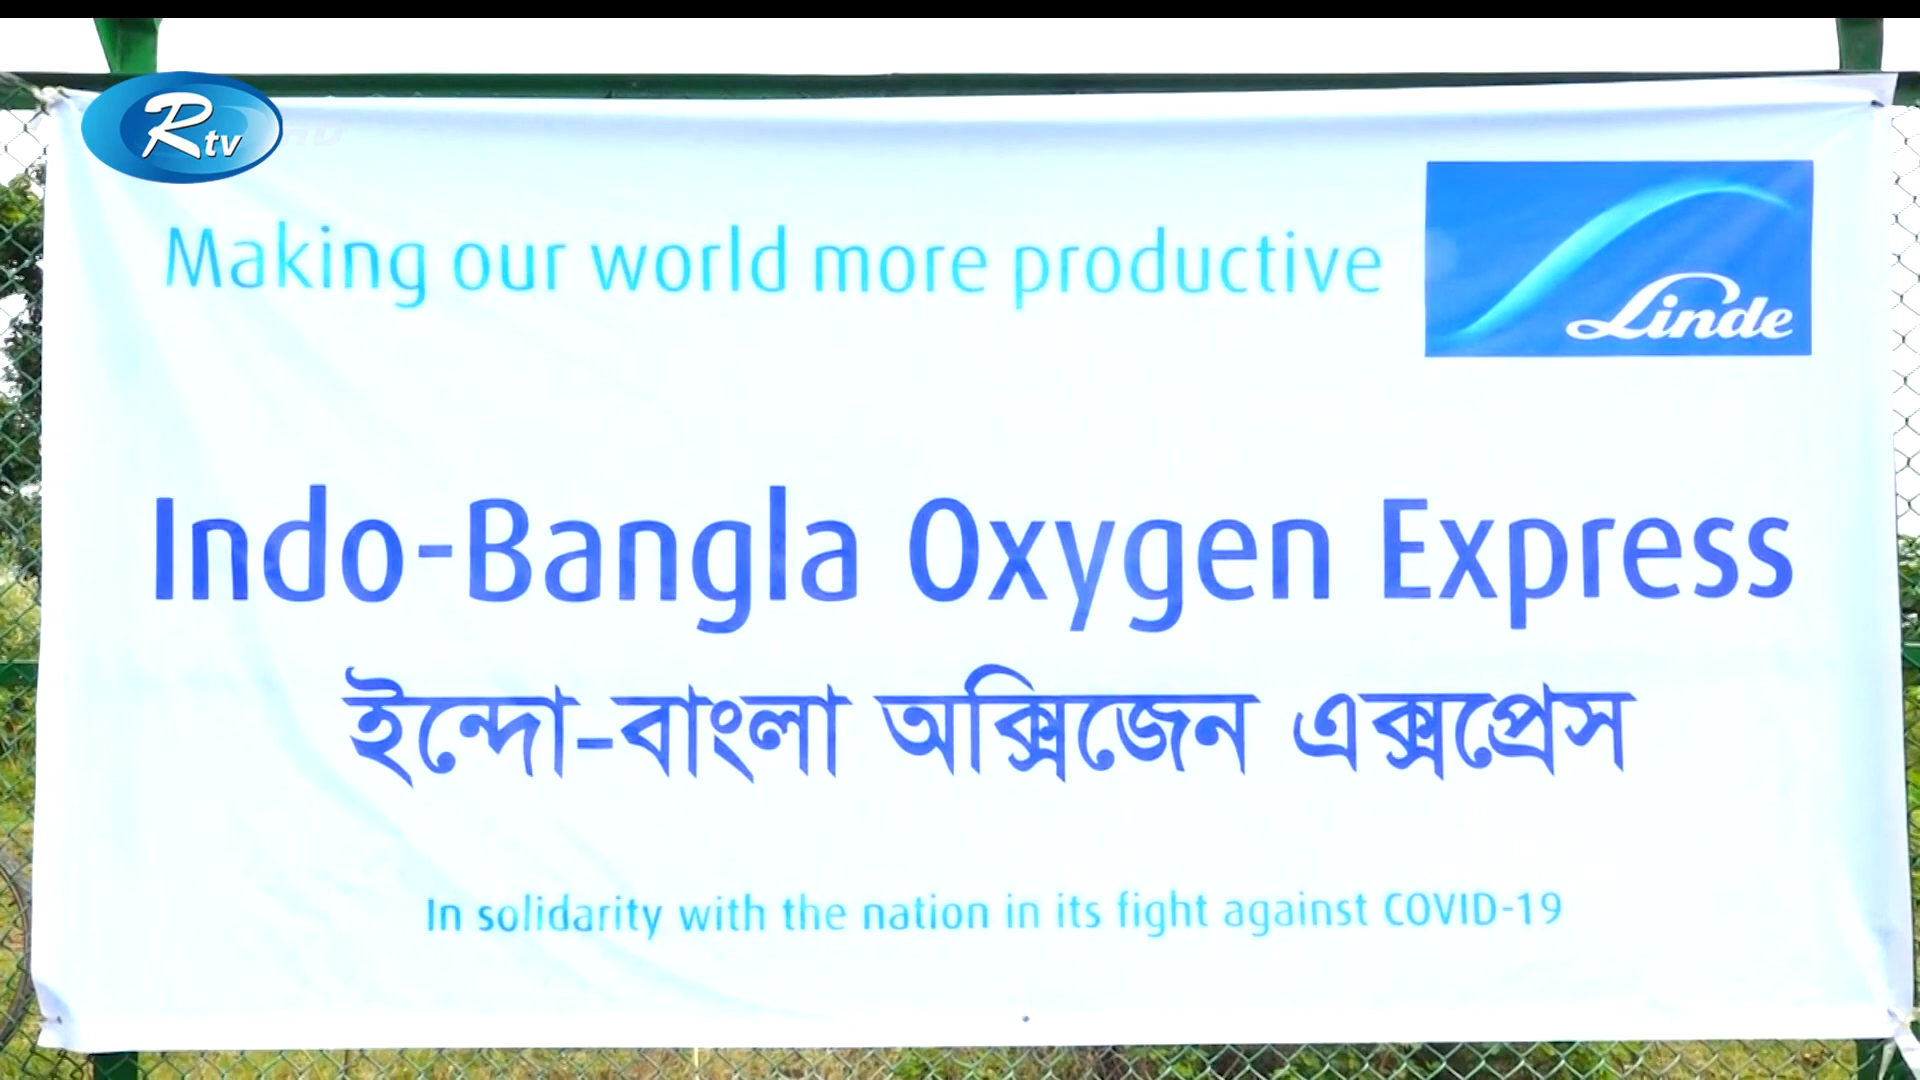 Rtv
Making our world more productive
Linde
Indo-Bangla Oxygen Express
ইন্দো-বাংলা অক্সিজেন এক্সপ্রেস
In solidarity with the nation in its fight against COVID-19